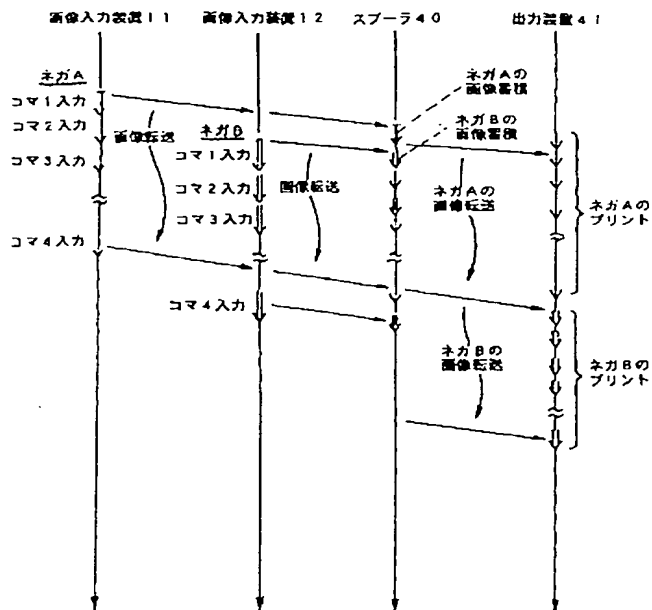 画像入力装置11
画像入力装置12
スプーラ40
出力装置41
ネガA
コマ1入力
コマ2入力
コマ3入力
コマ4入力
画像転送
ネガB
コマ1入力
コマ2入力
コマ3入力
コマ4入力
画像転送
ネガAの
画像蓄積
ネガBの
画像蓄積
ネガAの
画像転送
ネガAの
プリント
ネガBの
画像転送
ネガBの
プリント